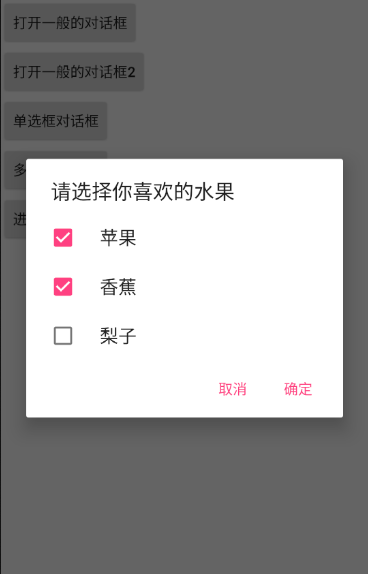 打开一般的对话框
打开一般的对话框2
单选框对话框
多
进
请选择你喜欢的水果
苹果
香蕉
梨子
取消
确定